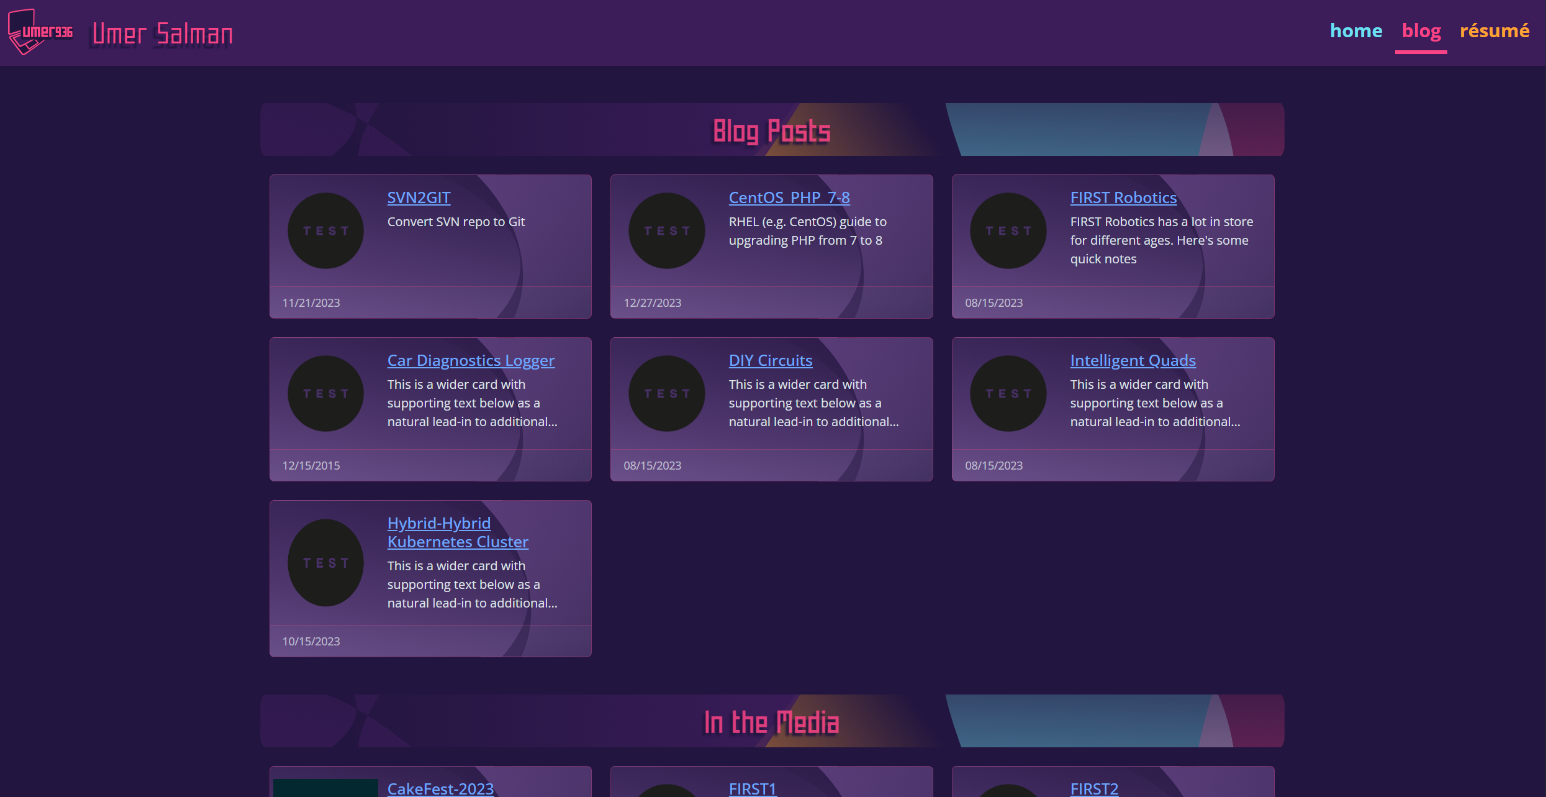 umer936
Umer Salman
home blog résumé
Blog Posts
TEST
SVN2GIT
Convert SVN repo to Git
11/21/2023
TEST
CentOS_PHP_7-8
RHEL (e.g. CentOS) guide to
upgrading PHP from 7 to 8
12/27/2023
TEST
FIRST Robotics
FIRST Robotics has a lot in store
for different ages. Here's some
quick notes
08/15/2023
TEST
Car Diagnostics Logger
This is a wider card with
supporting text below as a
natural lead-in to additional...
12/15/2015
TEST
DIY Circuits
This is a wider card with
supporting text below as a
natural lead-in to additional...
08/15/2023
TEST
Intelligent Quads
This is a wider card with
supporting text below as a
natural lead-in to additional...
08/15/2023
TEST
Hybrid-Hybrid
Kubernetes Cluster
This is a wider card with
supporting text below as a
natural lead-in to additional...
10/15/2023
In the Media
CakeFest-2023
FIRST1
FIRST2